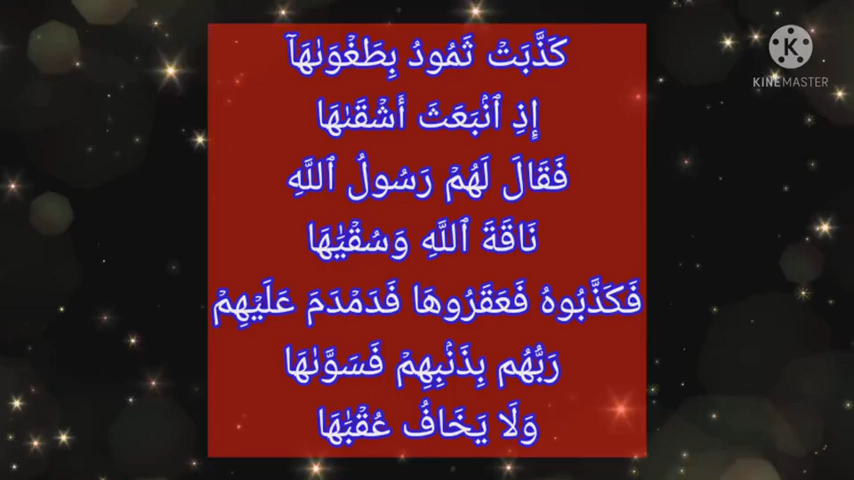 كَذَّبَتْ ثَمُودُ بِطَغْوَىٰهَآ
إِذِ ٱنۢبَعَثَ أَشْقَىٰهَا
فَقَالَ لَهُمْ رَسُولُ ٱللَّهِ
نَاقَةَ ٱللَّهِ وَسُقْيَٰهَا
فَكَذَّبُوهُ فَعَقَرُوهَا فَدَمْدَمَ عَلَيْهِمْ
رَبُّهُم بِذَنۢبِهِمْ فَسَوَّىٰهَا
وَلَا يَخَافُ عُقْبَٰهَا
K
KINEMASTER